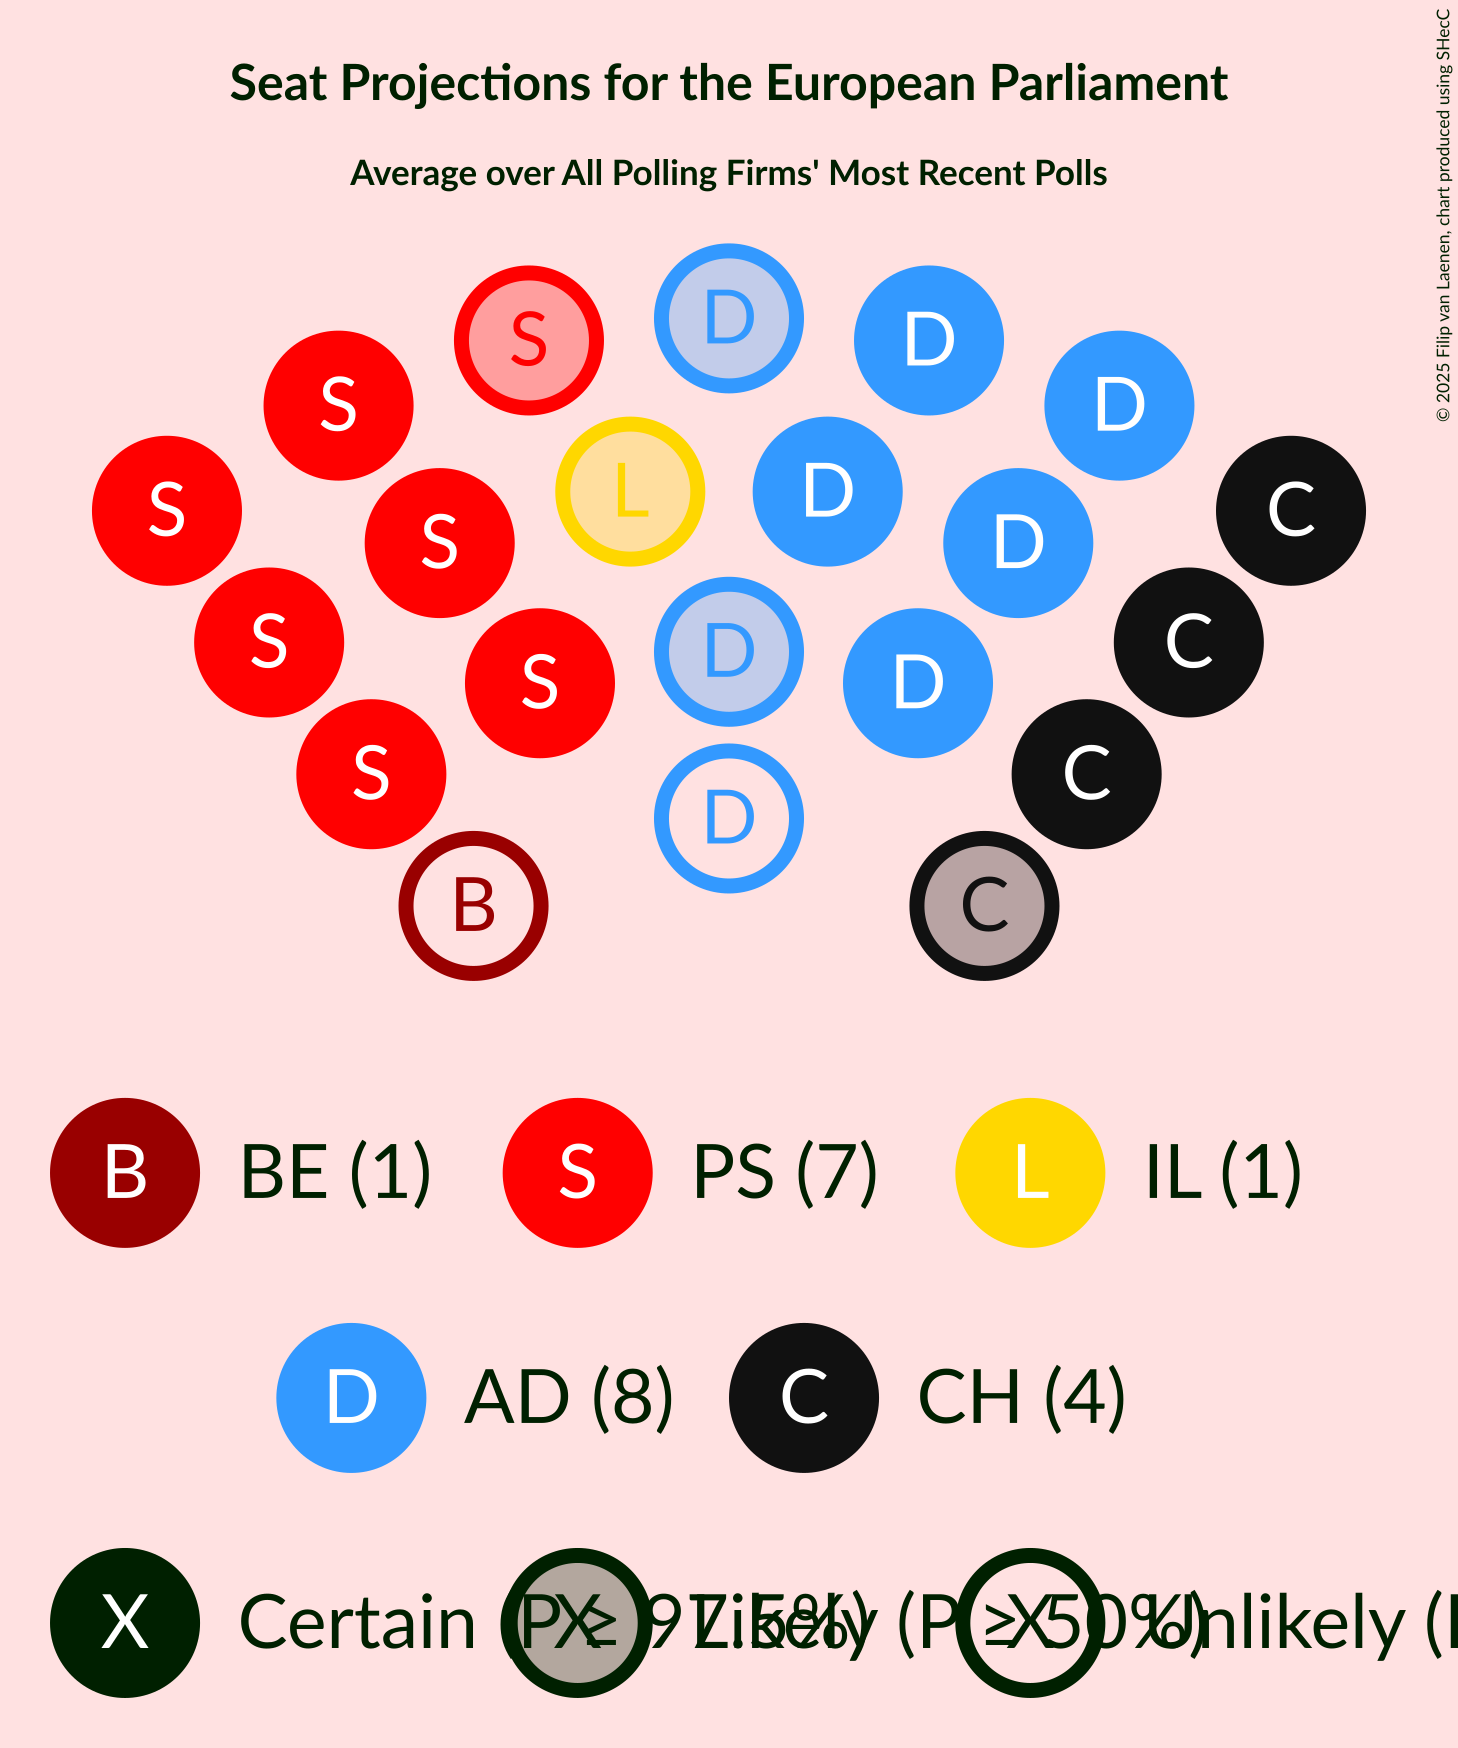 Seat Projections for the European Parliament
Average over All Polling Firms' Most Recent Polls
© 2025 Filip van Laenen, chart produced using SHecC
D
S D
S D
L D
S C
S D
S C
D
S S D
S C
D
B C
B BE (1) S PS (7) L IL (1)
D AD (8) C CH (4)
X Certain (P ≥ 97.5%) X Likely (P ≥ 50%) X Unlikely (